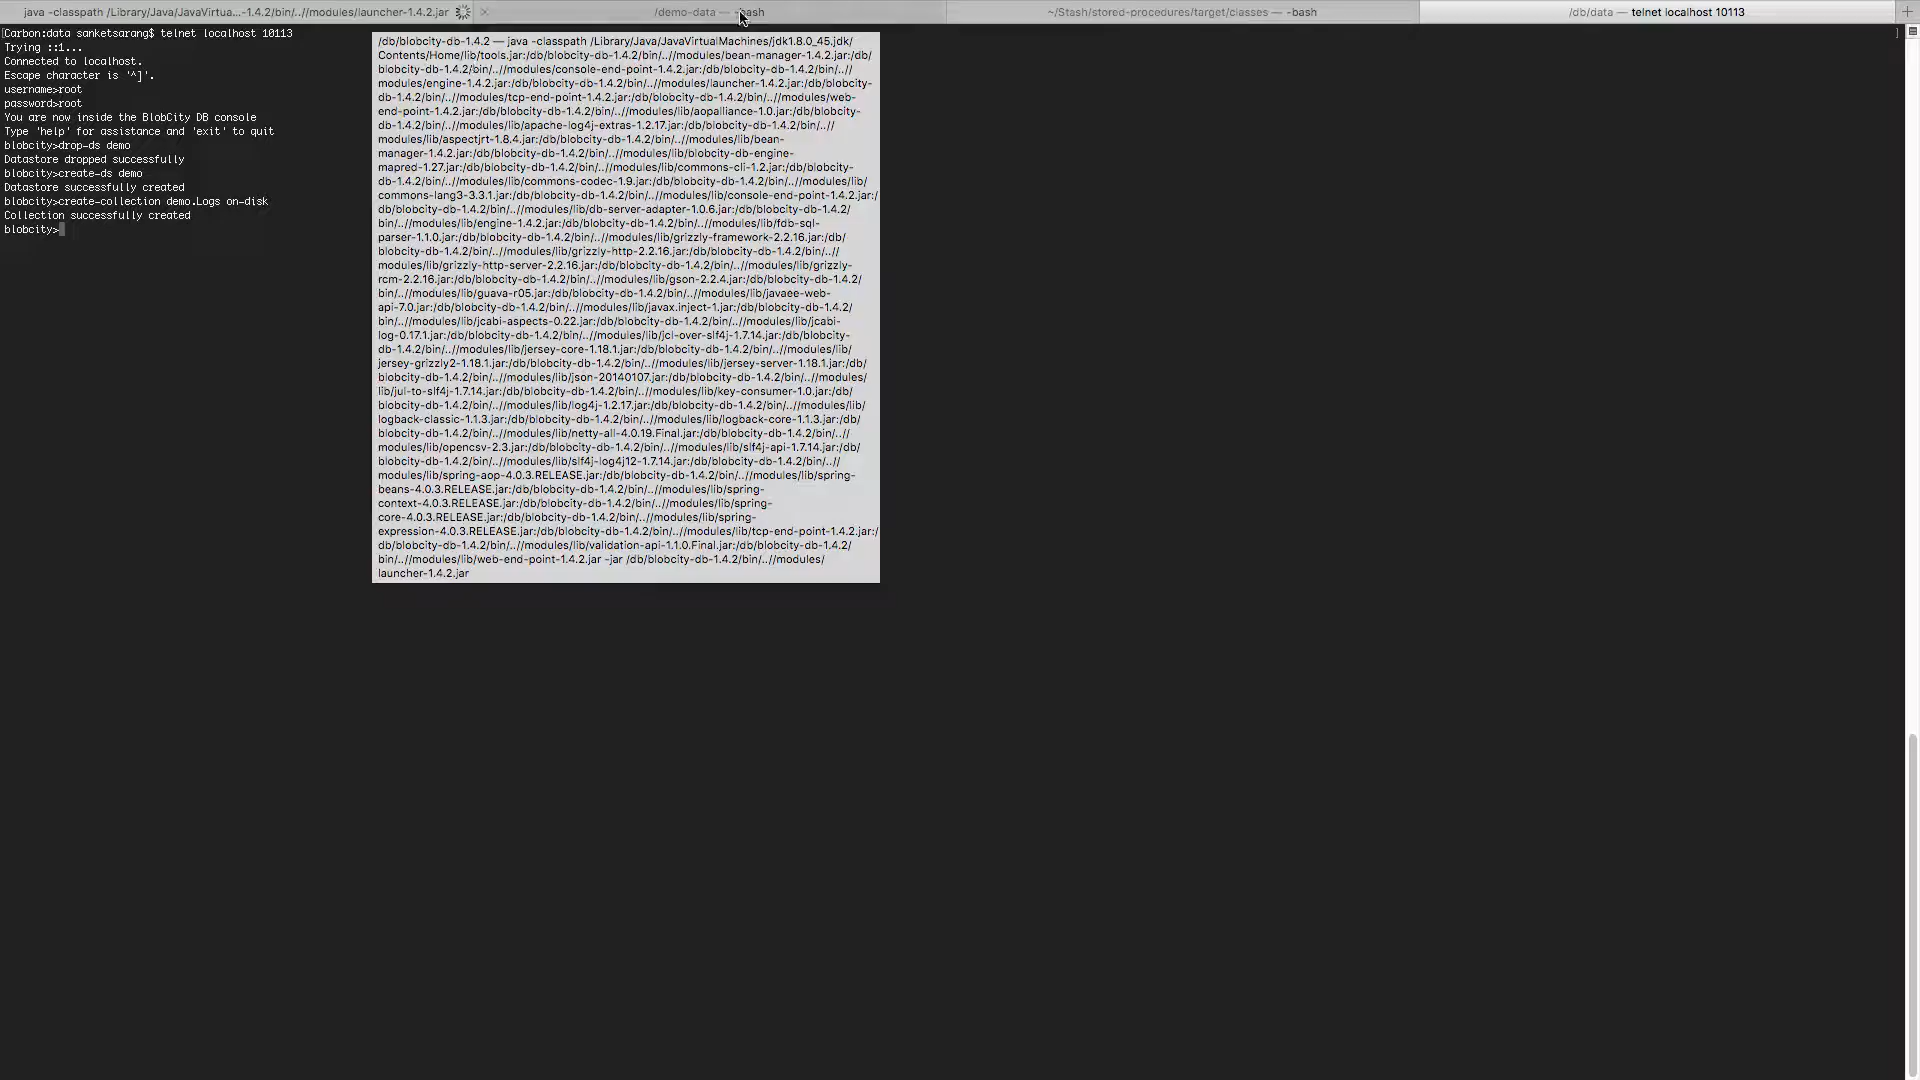 java -classpath /Library/Java/JavaVirtua...-1.4.2/bin/..//modules/launcher-1.4.2.jar
/demo-data — -bash
~/Stash/stored-procedures/target/classes — -bash
/db/data — telnet localhost 10113
[Carbon:data sanketsarang$ telnet localhost 10113
Trying ::1...
Connected to localhost.
Escape character is '^]'.
username>root
password>root
You are now inside the BlobCity DB console
Type 'help' for assistance and 'exit' to quit
blobcity>drop-ds demo
Datastore dropped successfully
blobcity>create-ds demo
Datastore successfully created
blobcity>create-collection demo.Logs on-disk
Collection successfully created
blobcity>
/db/blobcity-db-1.4.2 — java -classpath /Library/Java/JavaVirtualMachines/jdk1.8.0_45.jdk/
Contents/Home/lib/tools.jar:/db/blobcity-db-1.4.2/bin/..//modules/bean-manager-1.4.2.jar:/db/
blobcity-db-1.4.2/bin/..//modules/console-end-point-1.4.2.jar:/db/blobcity-db-1.4.2/bin/..//
modules/engine-1.4.2.jar:/db/blobcity-db-1.4.2/bin/..//modules/launcher-1.4.2.jar:/db/blobcity-
db-1.4.2/bin/..//modules/tcp-end-point-1.4.2.jar:/db/blobcity-db-1.4.2/bin/..//modules/web-
end-point-1.4.2.jar:/db/blobcity-db-1.4.2/bin/..//modules/lib/aopalliance-1.0.jar:/db/blobcity-
db-1.4.2/bin/..//modules/lib/apache-log4j-extras-1.2.17.jar:/db/blobcity-db-1.4.2/bin/..//
modules/lib/aspectjrt-1.8.4.jar:/db/blobcity-db-1.4.2/bin/..//modules/lib/bean-
manager-1.4.2.jar:/db/blobcity-db-1.4.2/bin/..//modules/lib/blobcity-db-engine-
mapred-1.27.jar:/db/blobcity-db-1.4.2/bin/..//modules/lib/commons-cli-1.2.jar:/db/blobcity-
db-1.4.2/bin/..//modules/lib/commons-codec-1.9.jar:/db/blobcity-db-1.4.2/bin/..//modules/lib/
commons-lang3-3.3.1.jar:/db/blobcity-db-1.4.2/bin/..//modules/lib/console-end-point-1.4.2.jar:/
db/blobcity-db-1.4.2/bin/..//modules/lib/db-server-adapter-1.0.6.jar:/db/blobcity-db-1.4.2/
bin/..//modules/lib/engine-1.4.2.jar:/db/blobcity-db-1.4.2/bin/..//modules/lib/fdb-sql-
parser-1.1.0.jar:/db/blobcity-db-1.4.2/bin/..//modules/lib/grizzly-framework-2.2.16.jar:/db/
blobcity-db-1.4.2/bin/..//modules/lib/grizzly-http-2.2.16.jar:/db/blobcity-db-1.4.2/bin/..//
modules/lib/grizzly-http-server-2.2.16.jar:/db/blobcity-db-1.4.2/bin/..//modules/lib/grizzly-
rcm-2.2.16.jar:/db/blobcity-db-1.4.2/bin/..//modules/lib/gson-2.2.4.jar:/db/blobcity-db-1.4.2/
bin/..//modules/lib/guava-r05.jar:/db/blobcity-db-1.4.2/bin/..//modules/lib/javaee-web-
api-7.0.jar:/db/blobcity-db-1.4.2/bin/..//modules/lib/javax.inject-1.jar:/db/blobcity-db-1.4.2/
bin/..//modules/lib/jcabi-aspects-0.22.jar:/db/blobcity-db-1.4.2/bin/..//modules/lib/jcabi-
log-0.17.1.jar:/db/blobcity-db-1.4.2/bin/..//modules/lib/jcl-over-slf4j-1.7.14.jar:/db/blobcity-
db-1.4.2/bin/..//modules/lib/jersey-core-1.18.1.jar:/db/blobcity-db-1.4.2/bin/..//modules/lib/
jersey-grizzly2-1.18.1.jar:/db/blobcity-db-1.4.2/bin/..//modules/lib/jersey-server-1.18.1.jar:/db/
blobcity-db-1.4.2/bin/..//modules/lib/json-20140107.jar:/db/blobcity-db-1.4.2/bin/..//modules/
lib/jul-to-slf4j-1.7.14.jar:/db/blobcity-db-1.4.2/bin/..//modules/lib/key-consumer-1.0.jar:/db/
blobcity-db-1.4.2/bin/..//modules/lib/log4j-1.2.17.jar:/db/blobcity-db-1.4.2/bin/..//modules/lib/
logback-classic-1.1.3.jar:/db/blobcity-db-1.4.2/bin/..//modules/lib/logback-core-1.1.3.jar:/db/
blobcity-db-1.4.2/bin/..//modules/lib/netty-all-4.0.19.Final.jar:/db/blobcity-db-1.4.2/bin/..//
modules/lib/opencsv-2.3.jar:/db/blobcity-db-1.4.2/bin/..//modules/lib/slf4j-api-1.7.14.jar:/db/
blobcity-db-1.4.2/bin/..//modules/lib/slf4j-log4j12-1.7.14.jar:/db/blobcity-db-1.4.2/bin/..//
modules/lib/spring-aop-4.0.3.RELEASE.jar:/db/blobcity-db-1.4.2/bin/..//modules/lib/spring-
beans-4.0.3.RELEASE.jar:/db/blobcity-db-1.4.2/bin/..//modules/lib/spring-
context-4.0.3.RELEASE.jar:/db/blobcity-db-1.4.2/bin/..//modules/lib/spring-
core-4.0.3.RELEASE.jar:/db/blobcity-db-1.4.2/bin/..//modules/lib/spring-
expression-4.0.3.RELEASE.jar:/db/blobcity-db-1.4.2/bin/..//modules/lib/tcp-end-point-1.4.2.jar:/
db/blobcity-db-1.4.2/bin/..//modules/lib/validation-api-1.1.0.Final.jar:/db/blobcity-db-1.4.2/
bin/..//modules/lib/web-end-point-1.4.2.jar -jar /db/blobcity-db-1.4.2/bin/..//modules/
launcher-1.4.2.jar